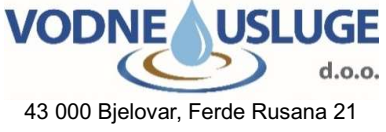 VODNE USLUGE
d.o.o.
43 000 Bjelovar, Ferde Rusana 21